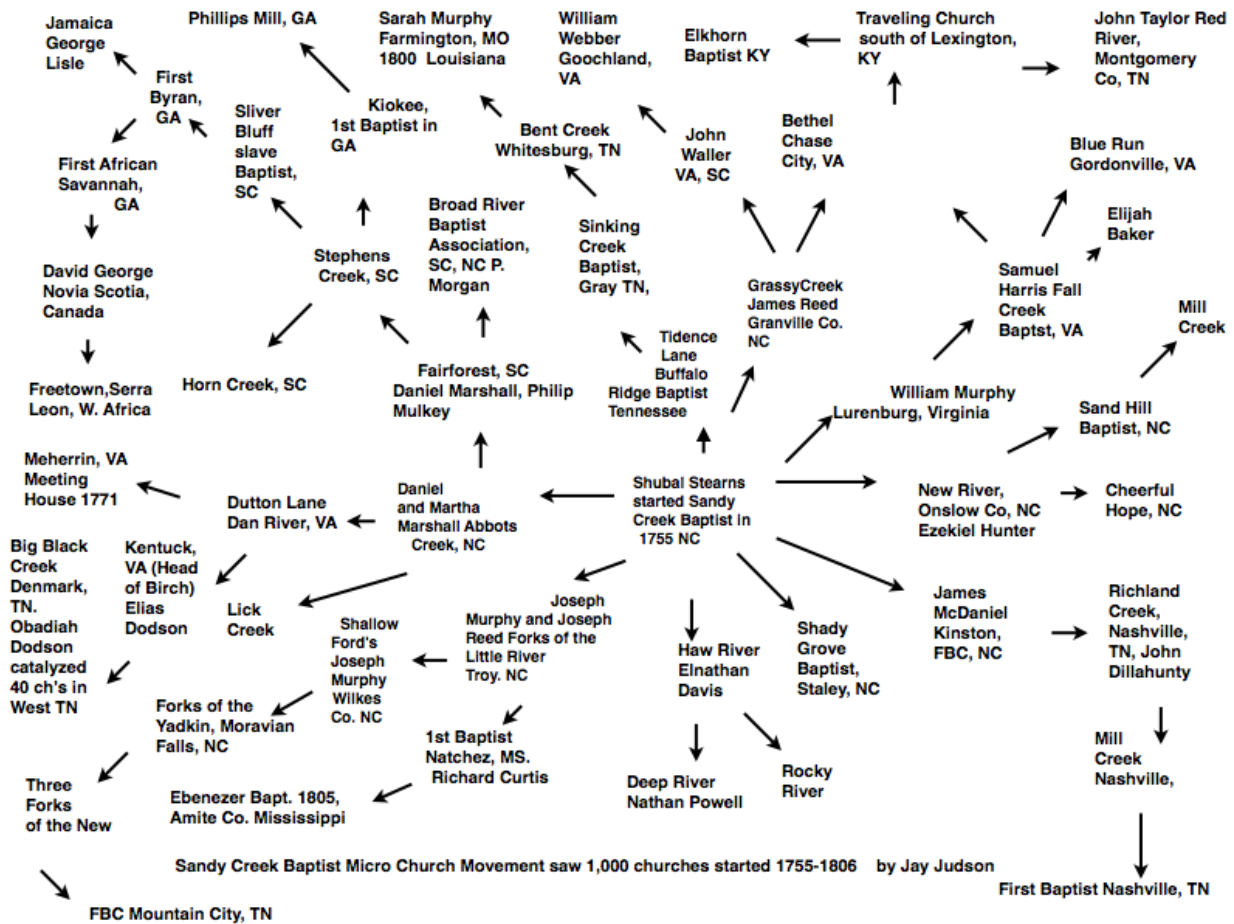 Jamaica
George
Lisle
Phillips Mill, GA
Sarah Murphy
Farmington, MO
1800 Louisiana
William
Webber
Goochland,
VA
Elkhorn
Baptist KY
Traveling Church
south of Lexington,
KY
John Taylor Red
River,
Montgomery
Co, TN
First
Byran,
GA
Sliver
Bluff
slave
Baptist,
SC
Kiokee,
1st Baptist in
GA
Bent Creek
Whitesburg, TN
John
Waller
VA, SC
Bethel
Chase
City, VA
Blue Run
Gordonville, VA
First African
Savannah,
GA
Broad River
Baptist
Association,
SC, NC P.
Morgan
Sinking
Creek
Baptist,
Gray TN,
Elijah
Baker
Stephens
Creek, SC
David George
Novia Scotia,
Canada
GrassyCreek
James Reed
Granville Co.
NC
Samuel
Harris Fall
Creek
Baptst, VA
Mill
Creek
Tidence
Lane
Buffalo
Ridge Baptist
Tennessee
Freetown,Serra
Leon, W. Africa
Horn Creek, SC
Fairforest, SC
Daniel Marshall, Philip
Mulkey
William Murphy
Lurenburg, Virginia
Sand Hill
Baptist, NC
Meherrin, VA
Meeting
House 1771
Dutton Lane
Dan River, VA
Daniel
and Martha
Marshall Abbots
Creek, NC
Shubal Stearns
started Sandy
Creek Baptist in
1755 NC
New River,
Onslow Co, NC
Ezekiel Hunter
Cheerful
Hope, NC
Big Black
Creek
Denmark,
TN.
Obadiah
Dodson
catalyzed
40 ch's in
West TN
Kentuck,
VA (Head
of Birch)
Elias
Dodson
Lick
Creek
Shallow
Ford's
Joseph
Murphy
Wilkes
Co. NC
Joseph
Murphy and Joseph
Reed Forks of the
Little River
Troy. NC
Haw River
Elnathan
Davis
Shady
Grove
Baptist,
Staley, NC
James
McDaniel
Kinston,
FBC, NC
Richland
Creek,
Nashville,
TN, John
Dillahunty
Forks of the
Yadkin, Moravian
Falls, NC
1st Baptist
Natchez, MS.
Richard Curtis
Mill
Creek
Nashville,
Three
Forks
of the New
Ebenezer Bapt. 1805,
Amite Co. Mississippi
Deep River
Nathan Powell
Rocky
River
Sandy Creek Baptist Micro Church Movement saw 1,000 churches started 1755-1806 by Jay Judson
First Baptist Nashville, TN
FBC Mountain City, TN